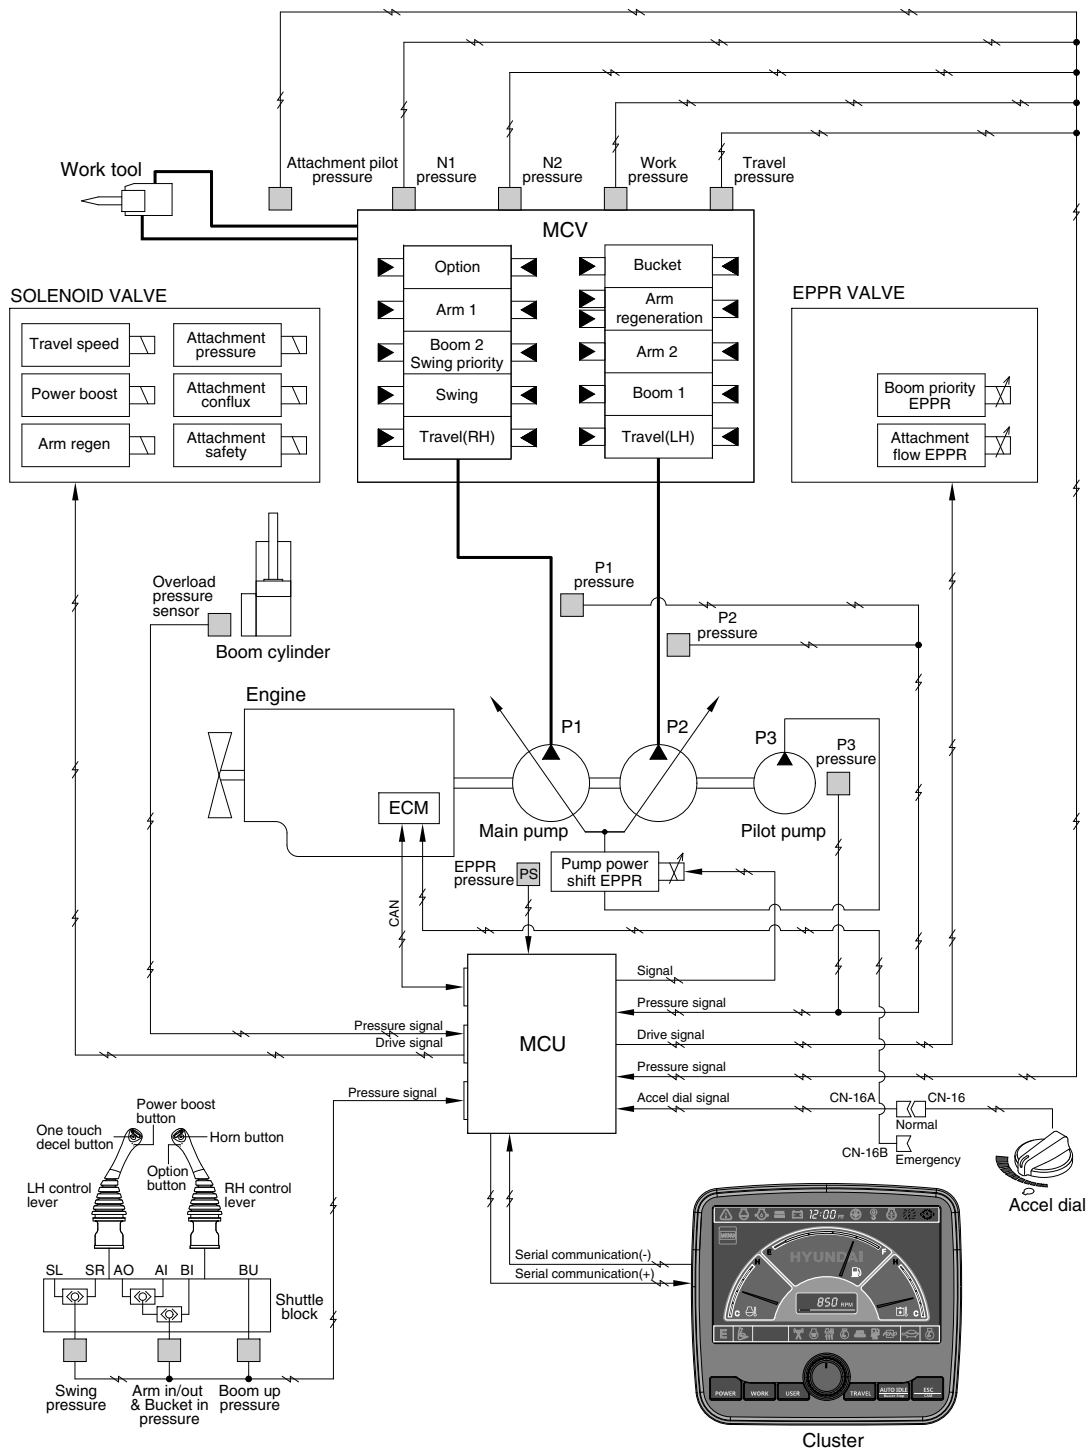 Attachment pilot
pressure
N1
pressure
N2
pressure
Work
pressure
Travel
pressure
Work tool
MCV
Option
Arm 1
Boom 2
Swing priority
Swing
Travel(RH)
Bucket
Arm
regeneration
Arm 2
Boom 1
Travel(LH)
SOLENOID VALVE
Travel speed
Power boost
Arm regen
Attachment
pressure
Attachment
conflux
Attachment
safety
EPPR VALVE
Boom priority
EPPR
Attachment
flow EPPR
Overload
pressure
sensor
Boom cylinder
P1
pressure
P2
pressure
Engine
ECM
P1
P2
P3
P3
pressure
Main pump
Pilot pump
EPPR
pressure
PS
Pump power
shift EPPR
CAN
MCU
Signal
Pressure signal
Drive signal
Pressure signal
Accel dial signal
Pressure signal
Drive signal
Pressure signal
CN-16A
CN-16
Normal
CN-16B
Emergency
Accel dial
Power boost
button
One touch
decel button
Horn button
Option
button
LH control
lever
RH control
lever
SL
SR
AO
AI
BI
BU
Shuttle
block
Swing
pressure
Arm in/out
& Bucket in
pressure
Boom up
pressure
Serial communication(-)
Serial communication(+)
12:00
MENU
HYUNDAI
E
F
H
H
C
C
850 RPM
E
POWER
WORK
USER
TRAVEL
AUTO IDLE
Buzzer Stop
ESC
CAM
Cluster